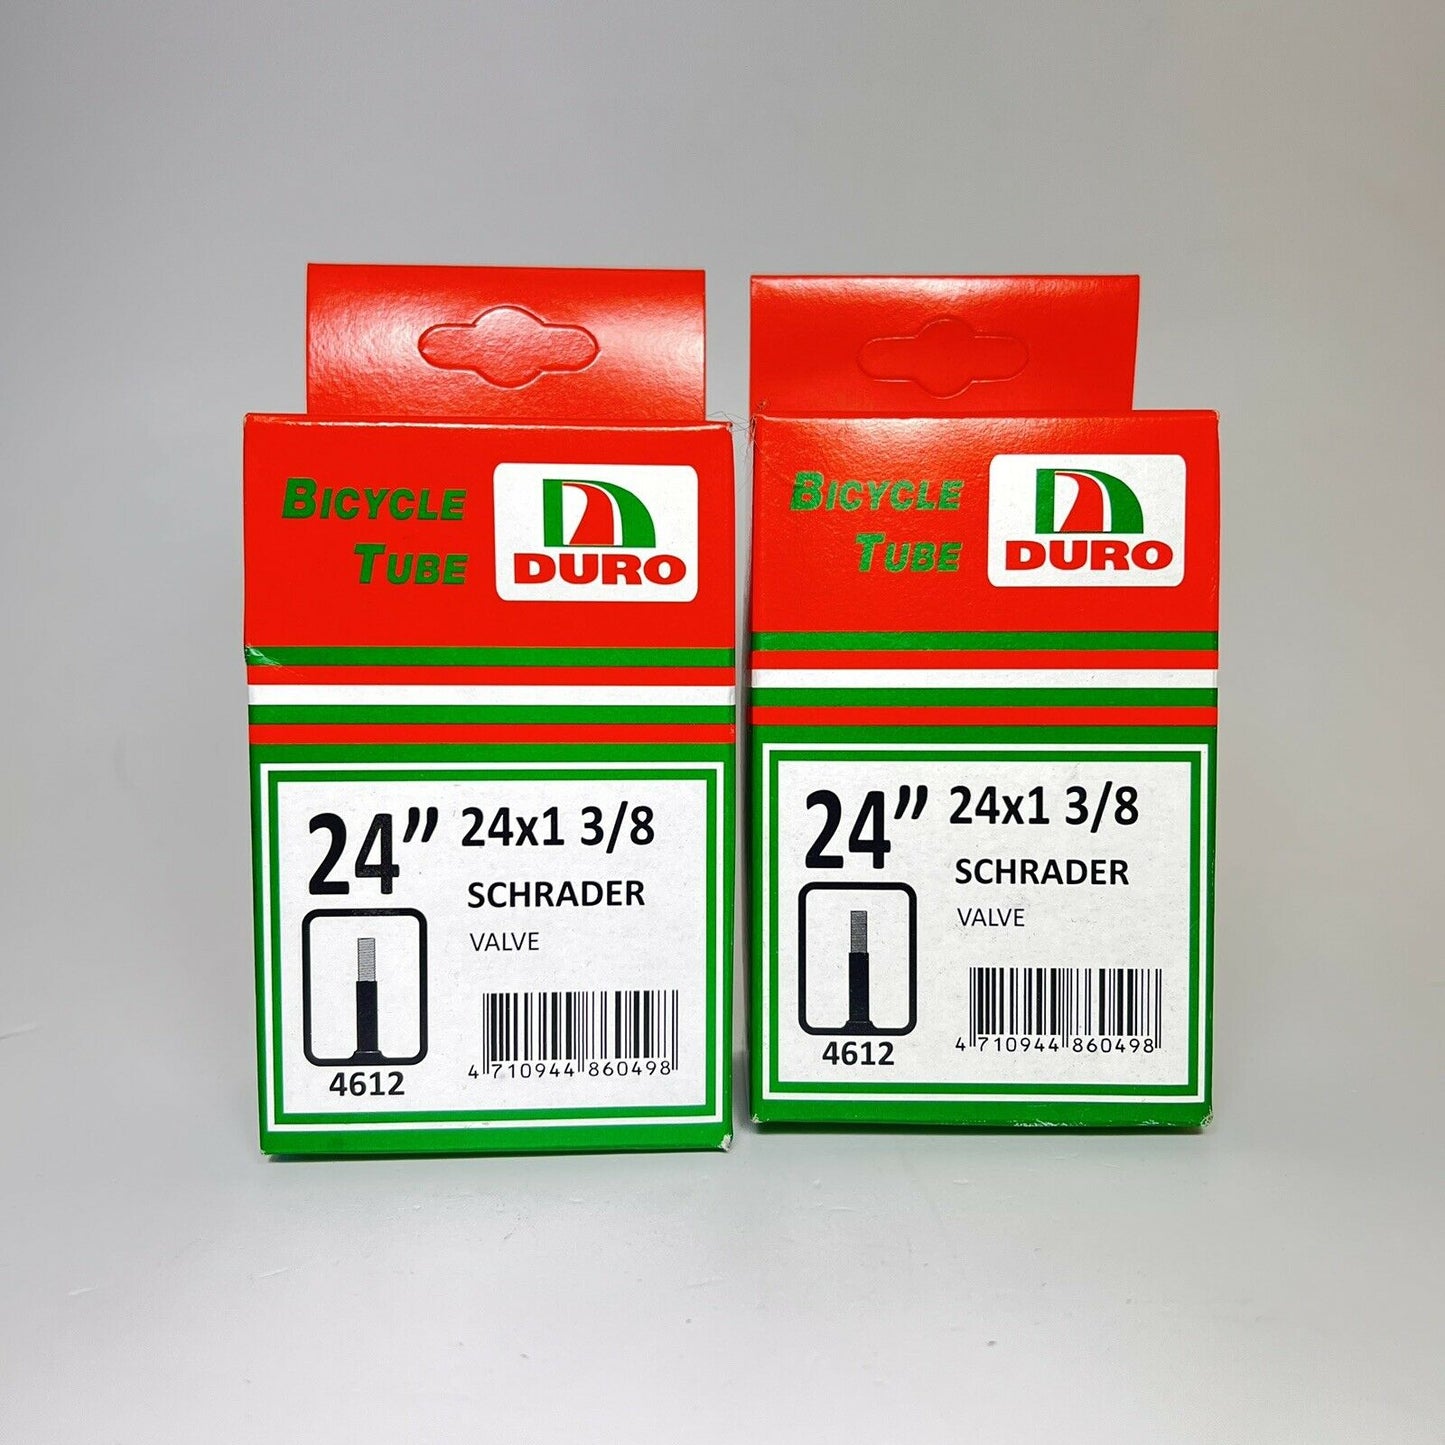 BICYCLE
TUBE
DURO
24" 24x1 3/8
SCHRADER
VALVE
4612
4 710944 860498
BICYCLE
TUBE
DURO
24" 24x1 3/8
SCHRADER
VALVE
4612
4 710944 860498